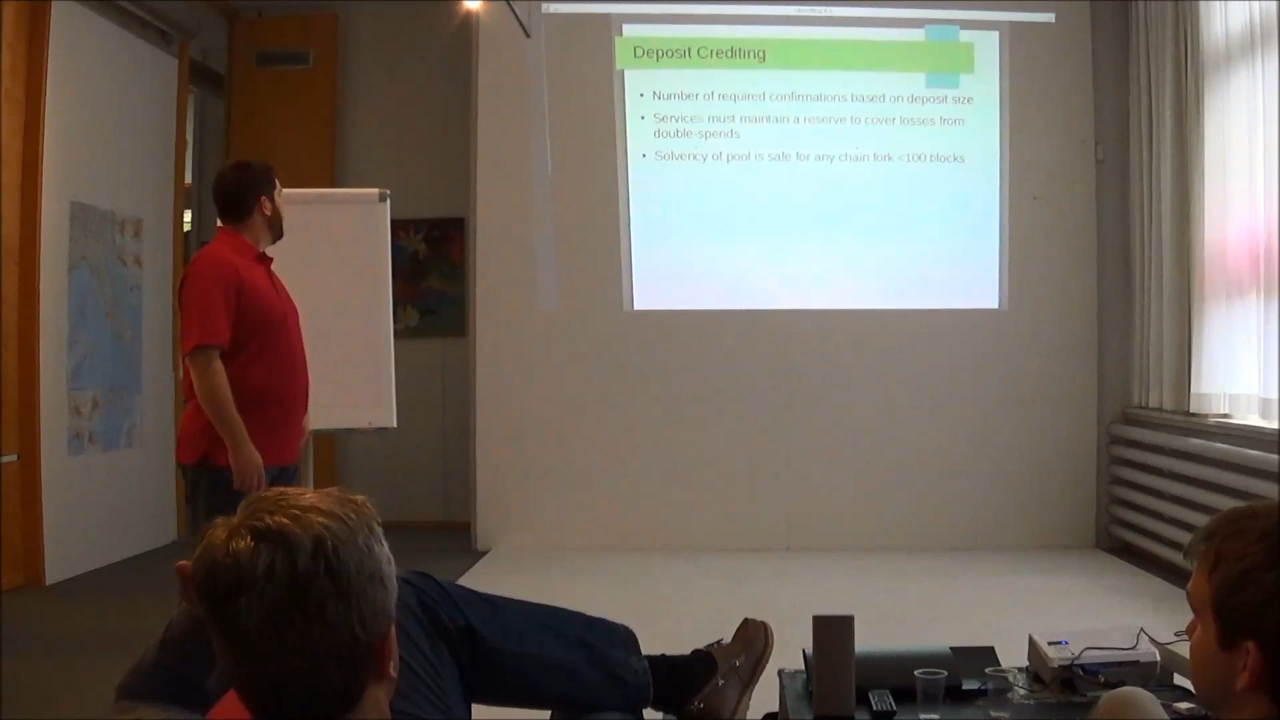 Deposit Crediting
• Number of required confirmations based on deposit size
• Services must maintain a reserve to cover losses from
double-spends
• Solvency of pool is safe for any chain fork <100 blocks